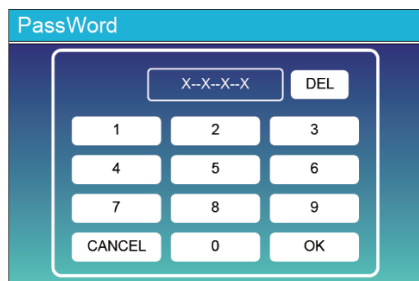 PassWord
X--X--X--X DEL
1 2 3
4 5 6
7 8 9
CANCEL 0 OK